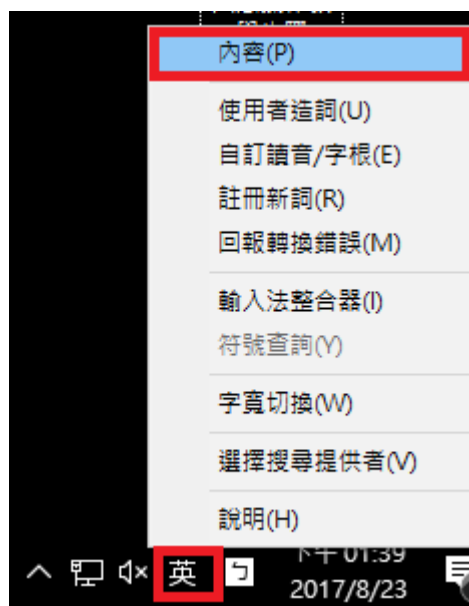 內容(P)
使用者造詞(U)
自訂讀音/字根(E)
註冊新詞(R)
回報轉換錯誤(M)
輸入法整合器(I)
符號查詢(Y)
字寬切換(W)
選擇搜尋提供者(V)
說明(H)
英 ㄅ 下午 01:39
2017/8/23